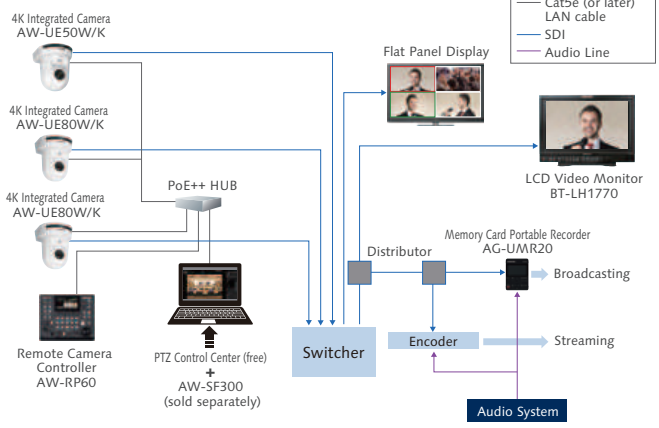 Cat5e (or later)
LAN cable
SDI
Audio Line
4K Integrated Camera
AW-UE50W/K
4K Integrated Camera
AW-UE80W/K
4K Integrated Camera
AW-UE80W/K
PoE++ HUB
Flat Panel Display
LCD Video Monitor
BT-LH1770
Memory Card Portable Recorder
AG-UMR20
Distributor
Broadcasting
Remote Camera
Controller
AW-RP60
PTZ Control Center (free)
+
AW-SF300
(sold separately)
Switcher
Encoder
Streaming
Audio System